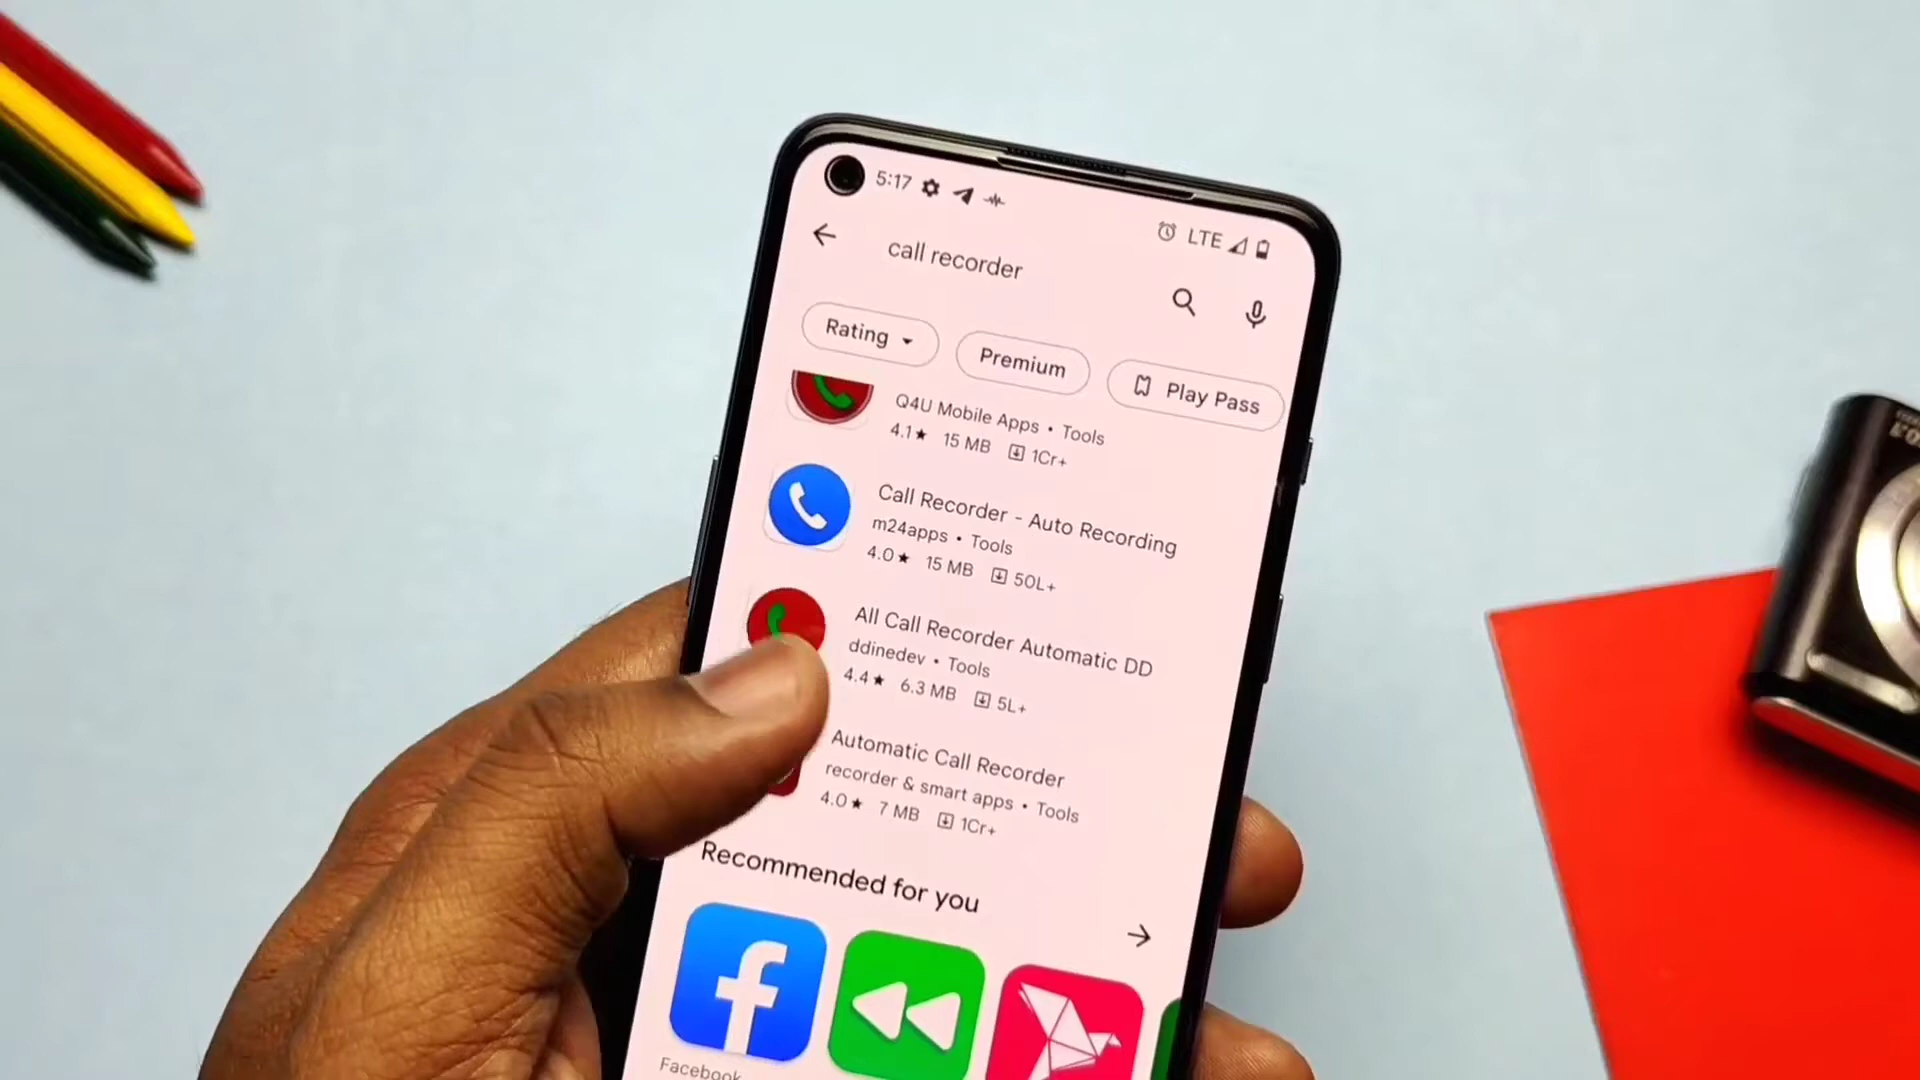 5:17
LTE
call recorder
Rating
Premium
Play Pass
Q4U Mobile Apps • Tools
4.1★ 15 MB 1Cr+
Call Recorder - Auto Recording
m24apps • Tools
4.0★ 15 MB 50L+
All Call Recorder Automatic DD
ddinedev • Tools
4.4★ 6.3 MB 5L+
Automatic Call Recorder
recorder & smart apps • Tools
4.0★ 7 MB 1Cr+
Recommended for you
Facebook